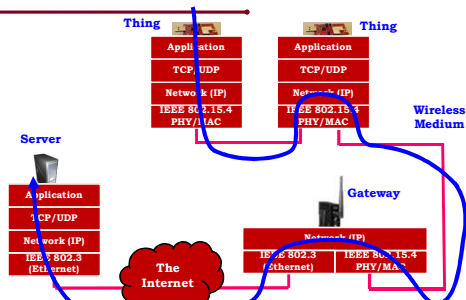 Thing
Thing
Application
TCP/UDP
Network (IP)
IEEE 802.15.4
PHY/MAC
Application
TCP/UDP
Network (IP)
IEEE 802.15.4
PHY/MAC
Wireless
Medium
Server
Application
TCP/UDP
Network (IP)
IEEE 802.3
(Ethernet)
Gateway
Network (IP)
IEEE 802.3
(Ethernet)
IEEE 802.15.4
PHY/MAC
The
Internet